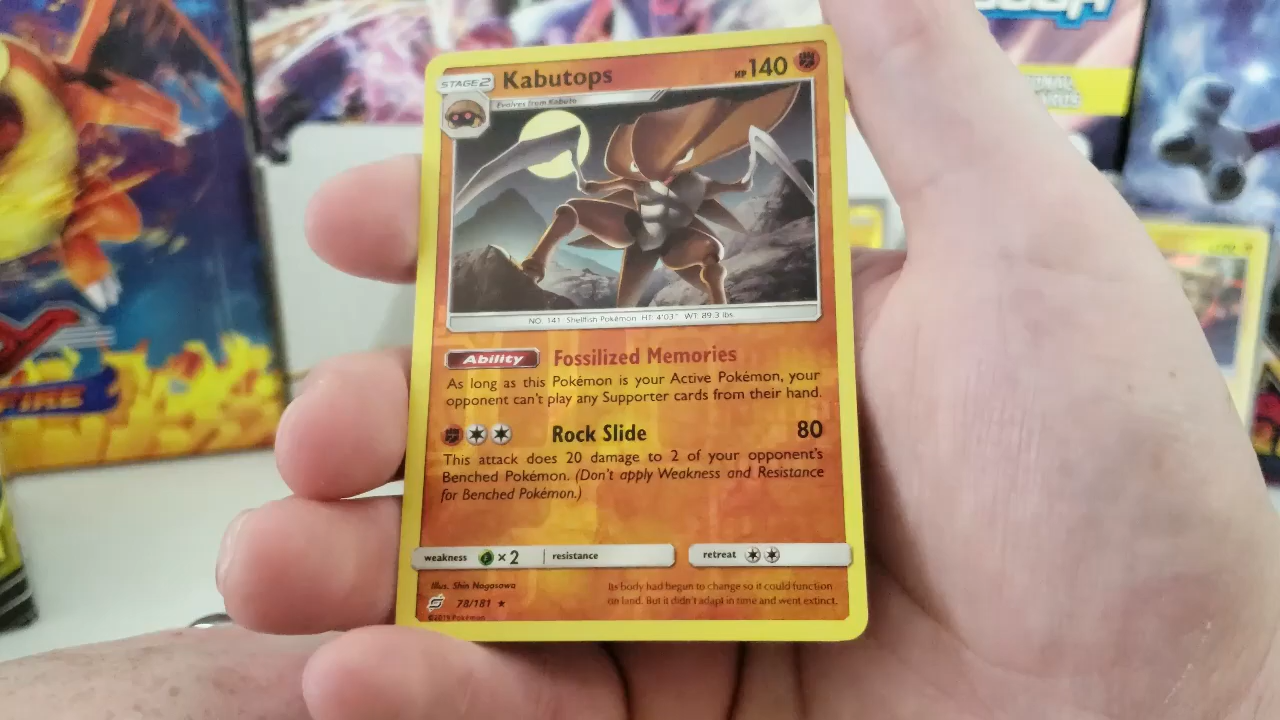 STAGE 2 Kabutops HP 140
Evolves from Kabuto
NO. 141 Shellfish Pokémon HT: 4'03" WT: 89.3 lbs.
Ability Fossilized Memories
As long as this Pokémon is your Active Pokémon, your
opponent can't play any Supporter cards from their hand.
Rock Slide 80
This attack does 20 damage to 2 of your opponent's
Benched Pokémon. (Don't apply Weakness and Resistance
for Benched Pokémon.)
weakness ×2 resistance retreat
Illus. Shin Nagasawa
Its body had begun to change so it could function
on land. But it didn't adapt in time and went extinct.
78/181 ★
©2019 Pokémon
FIRE